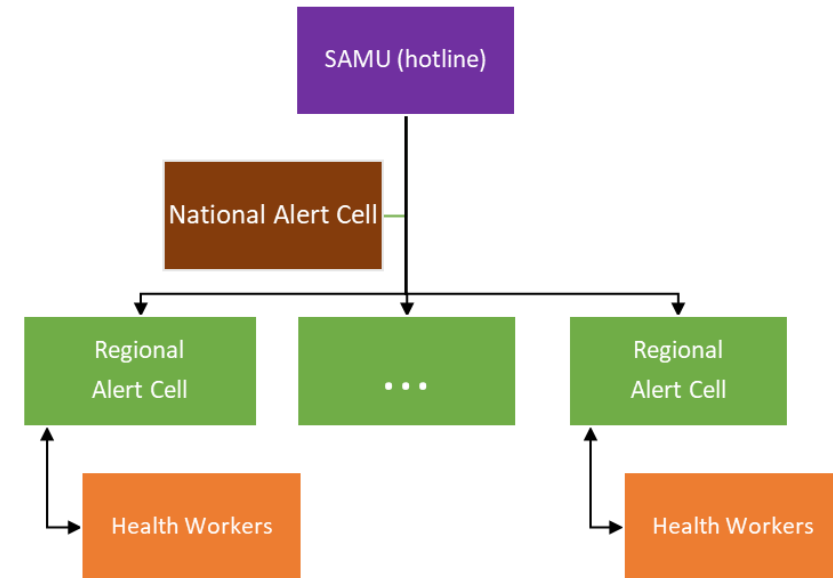 SAMU (hotline)
National Alert Cell
Regional
Alert Cell
...
Regional
Alert Cell
Health Workers
Health Workers